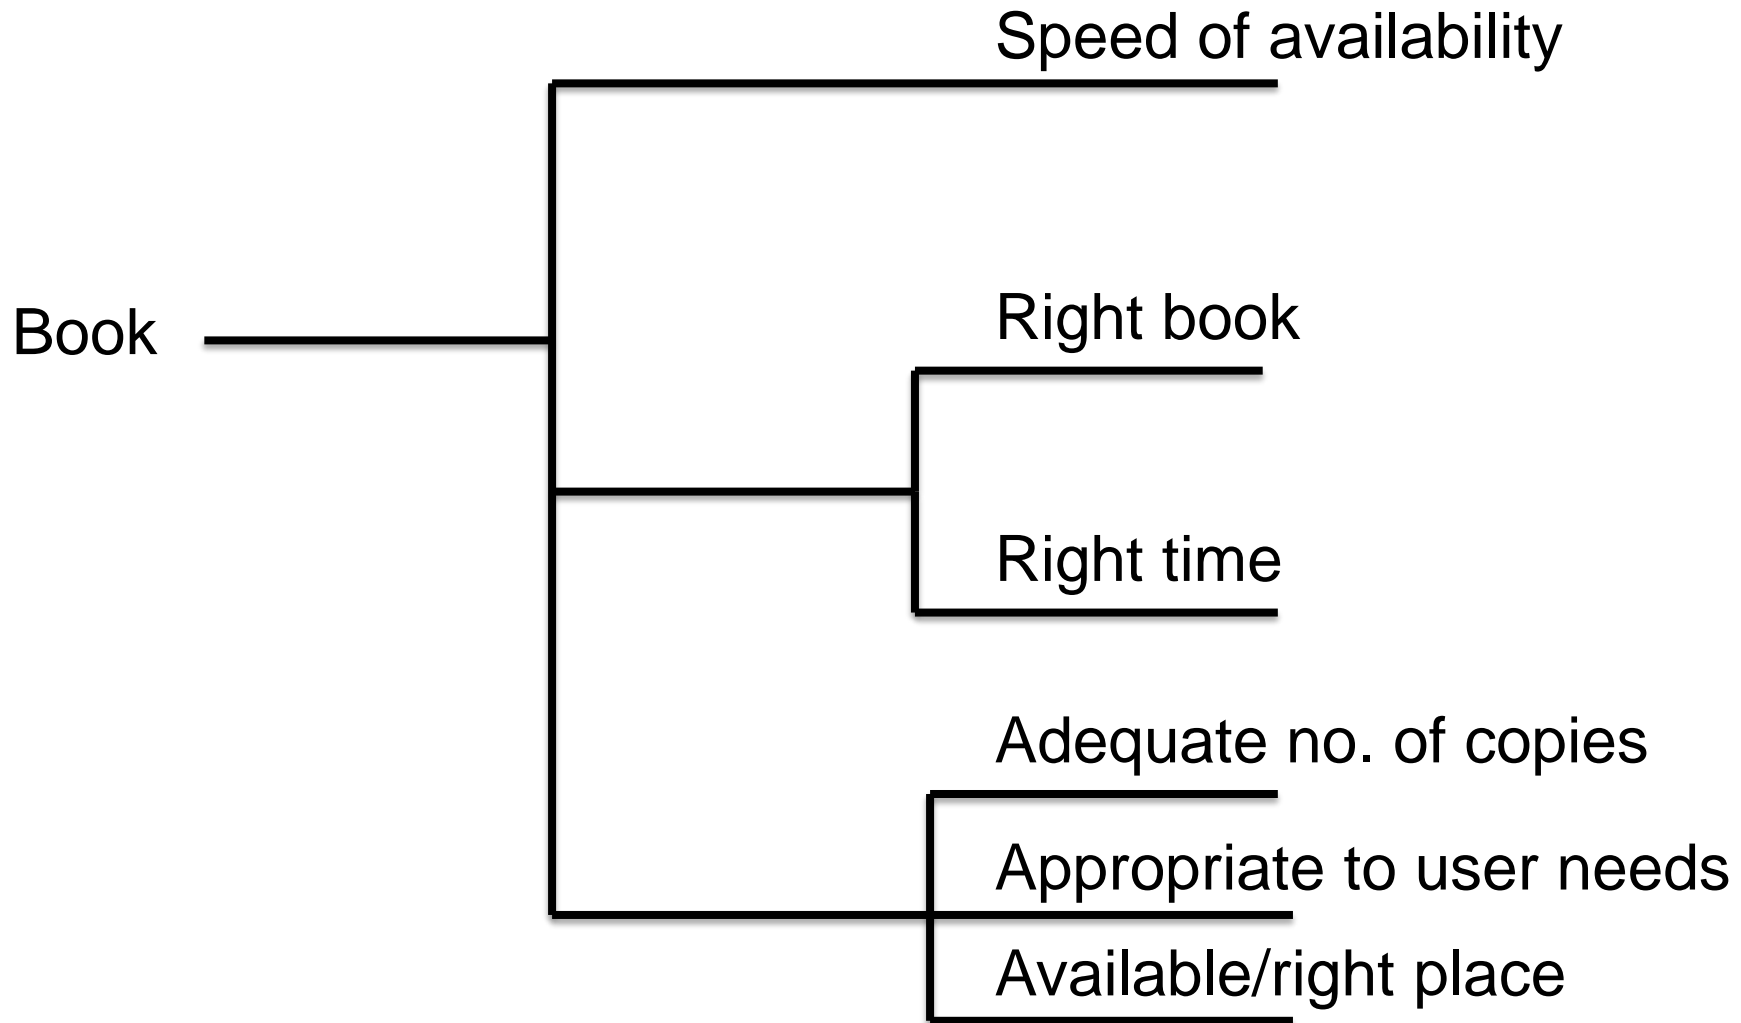 Speed of availability
Book
Right book
Right time
Adequate no. of copies
Appropriate to user needs
Available/right place